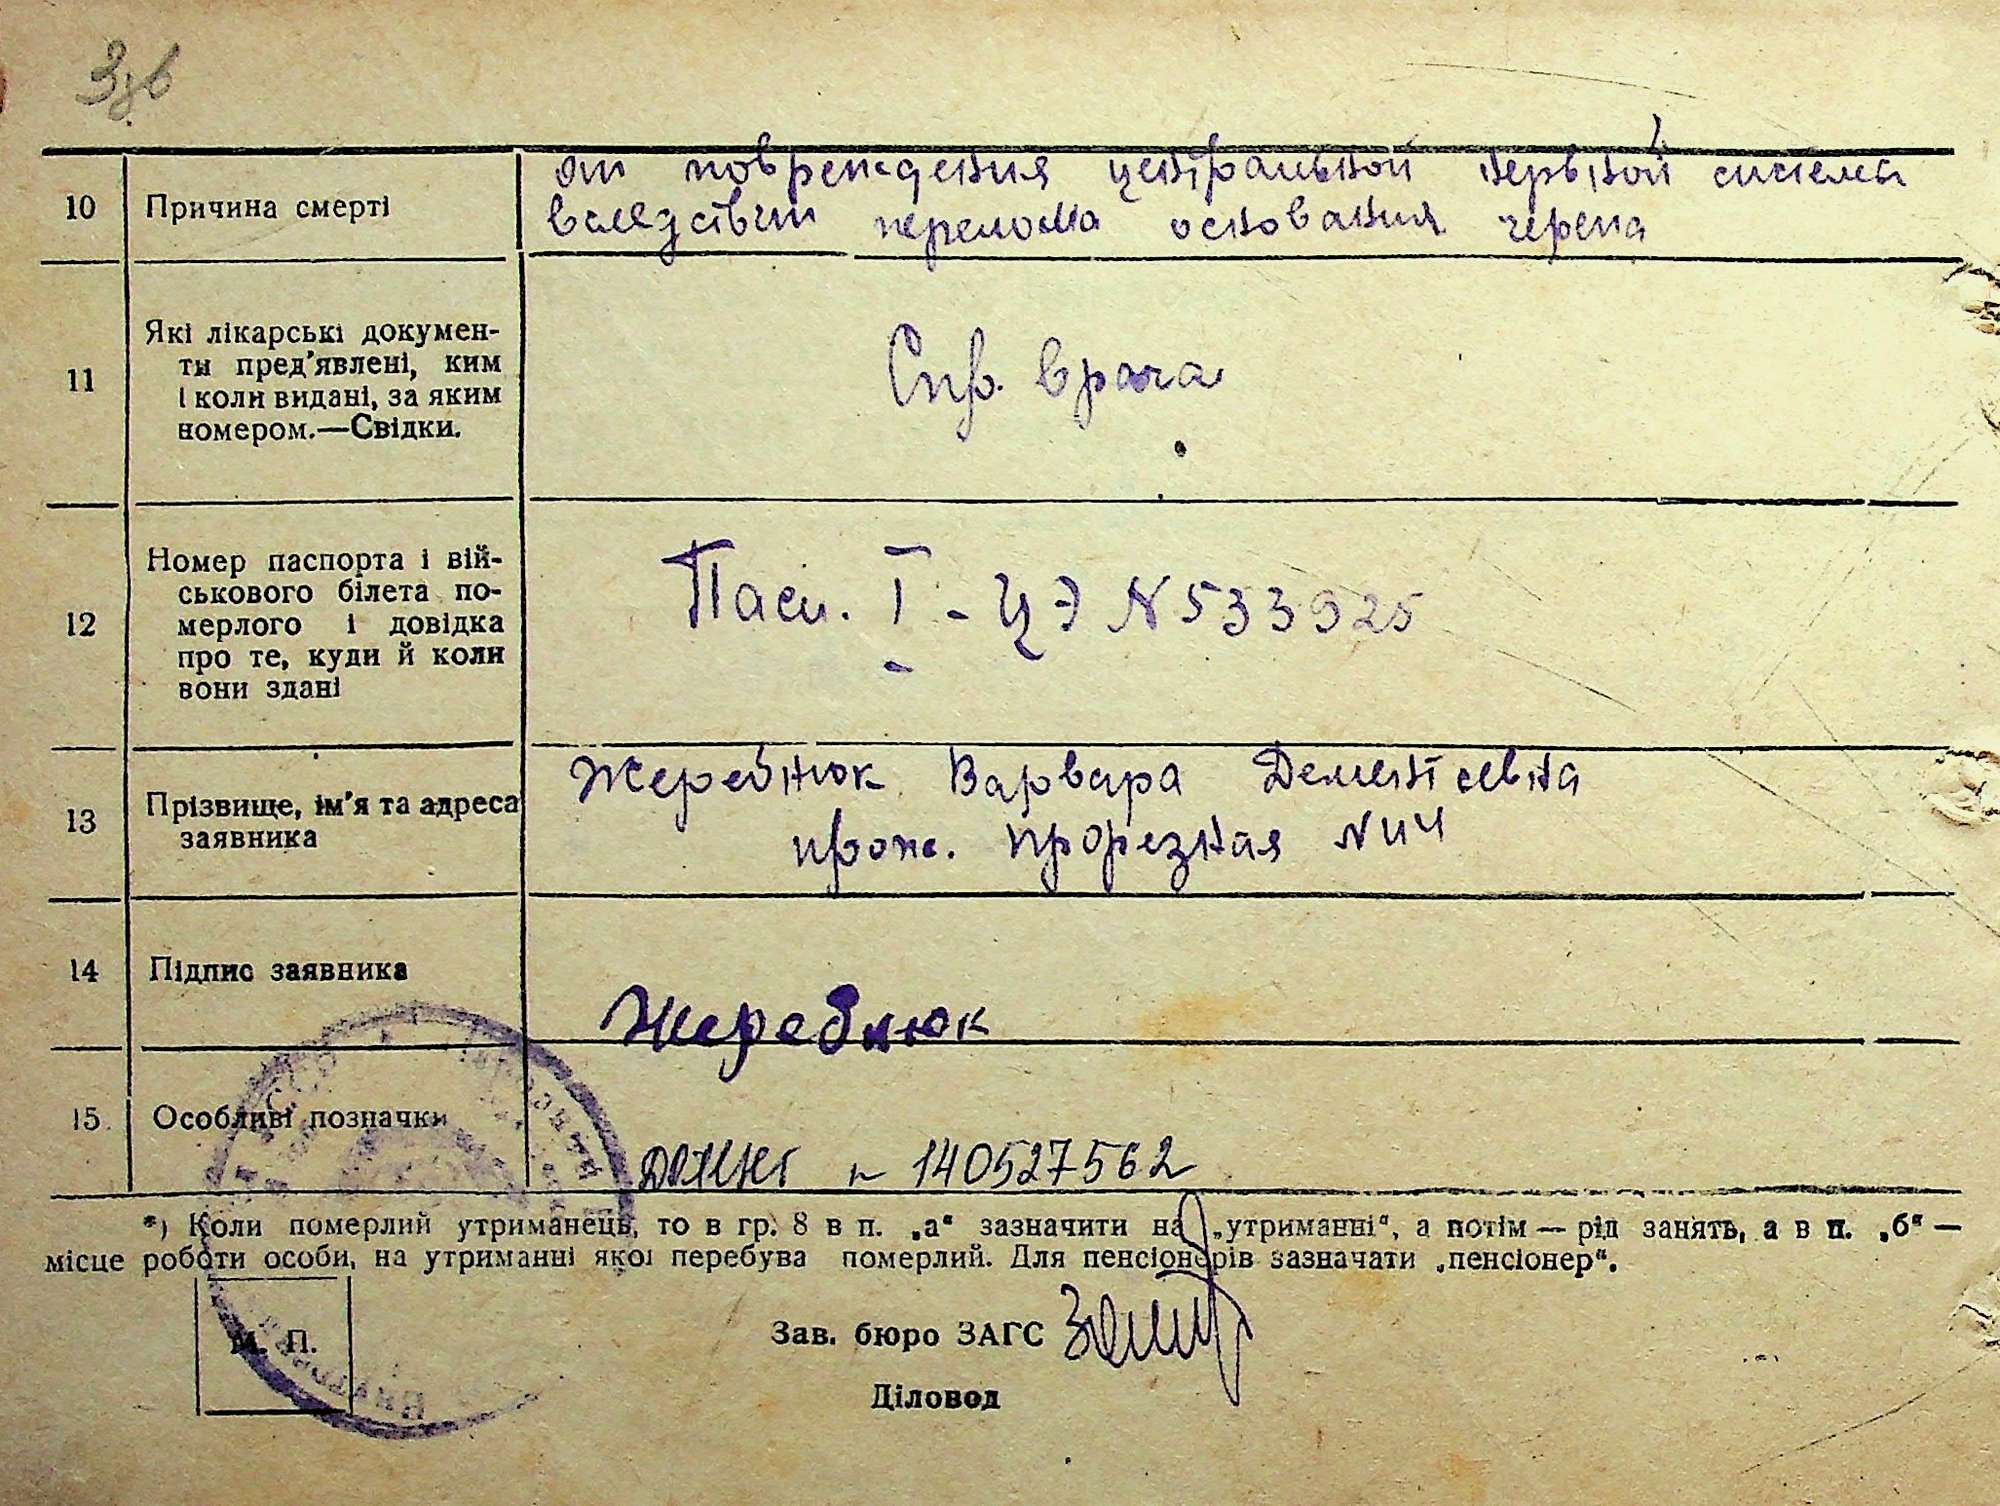 10
Причина смерті
от повреждения центральной нервной системы
вследствии перелома основания черепа
11
Які лікарські докумен-
ти пред'явлені, ким
і коли видані, за яким
номером.—Свідки.
Спр. врача
12
Номер паспорта і вій-
ськового білета по-
мерлого і довідка
про те, куди й коли
вони здані
Пасп. I - ЦЭ N 533925
13
Прізвище, ім'я та адреса
заявника
Жеребнюк Варвара Дементьевна
прож. Прорезная N 14
14
Підпис заявника
Жеребнюк
15
Особливі позначки
N 140527562
*) Коли померлий утриманець, то в гр. 8 в п. „а“ зазначити на „утриманні“, а потім — рід занять, а в п. „б“ —
місце роботи особи, на утриманні якої перебува померлий. Для пенсіонерів зазначати „пенсіонер“.
М. П.
Зав. бюро ЗАГС
Діловод